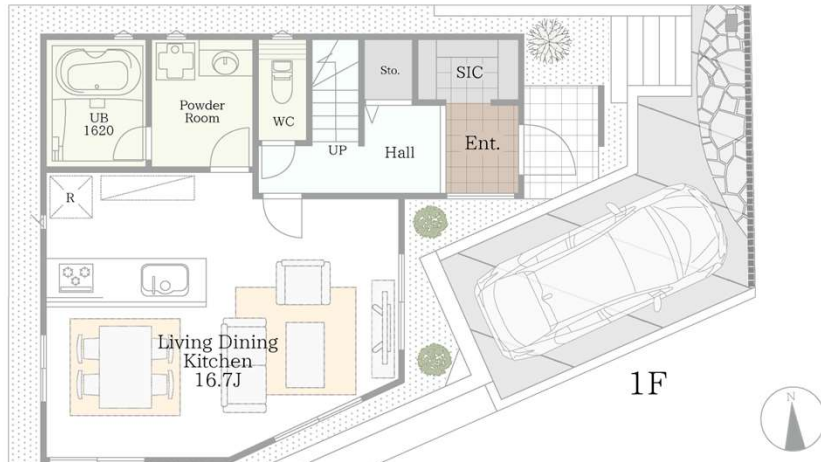 Sto.
SIC
UB
1620
Powder
Room
WC
UP
Hall
Ent.
R
Living Dining
Kitchen
16.7J
1F
N